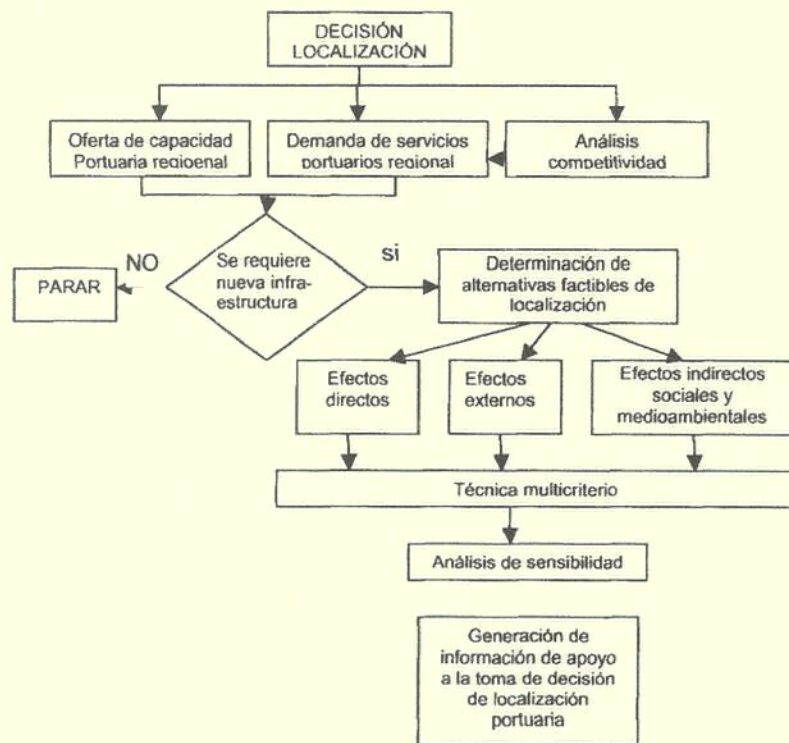 DECISIÓN
LOCALIZACIÓN
Oferta de capacidad
Portuaria regioenal
Demanda de servicios
portuarios regional
Análisis
competitividad
NO
PARAR
Se requiere
nueva infra-
estructura
si
Determinación de
alternativas factibles de
localización
Efectos
directos
Efectos
externos
Efectos indirectos
sociales y
medioambientales
Técnica multicriterio
Análisis de sensibilidad
Generación de
información de apoyo
a la toma de decisión
de localización
portuaria